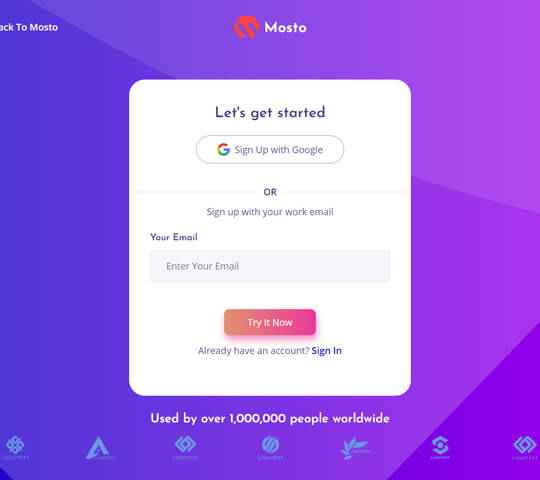 ack To Mosto
Mosto
Let's get started
Sign Up with Google
OR
Sign up with your work email
Your Email
Enter Your Email
Try It Now
Already have an account? Sign In
Used by over 1,000,000 people worldwide